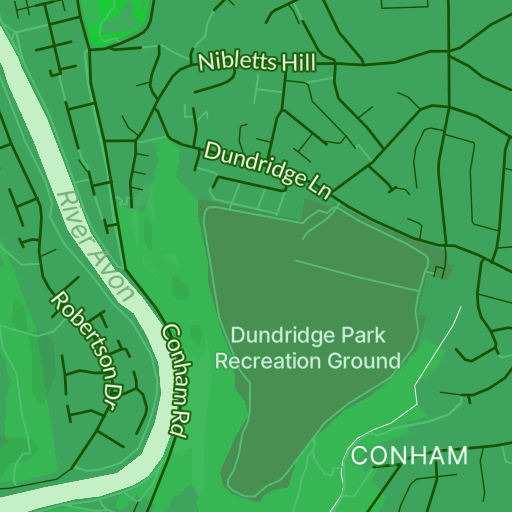 Nibletts Hill
Dundridge Ln
River Avon
Robertson Dr
Conham Rd
Dundridge Park
Recreation Ground
CONHAM